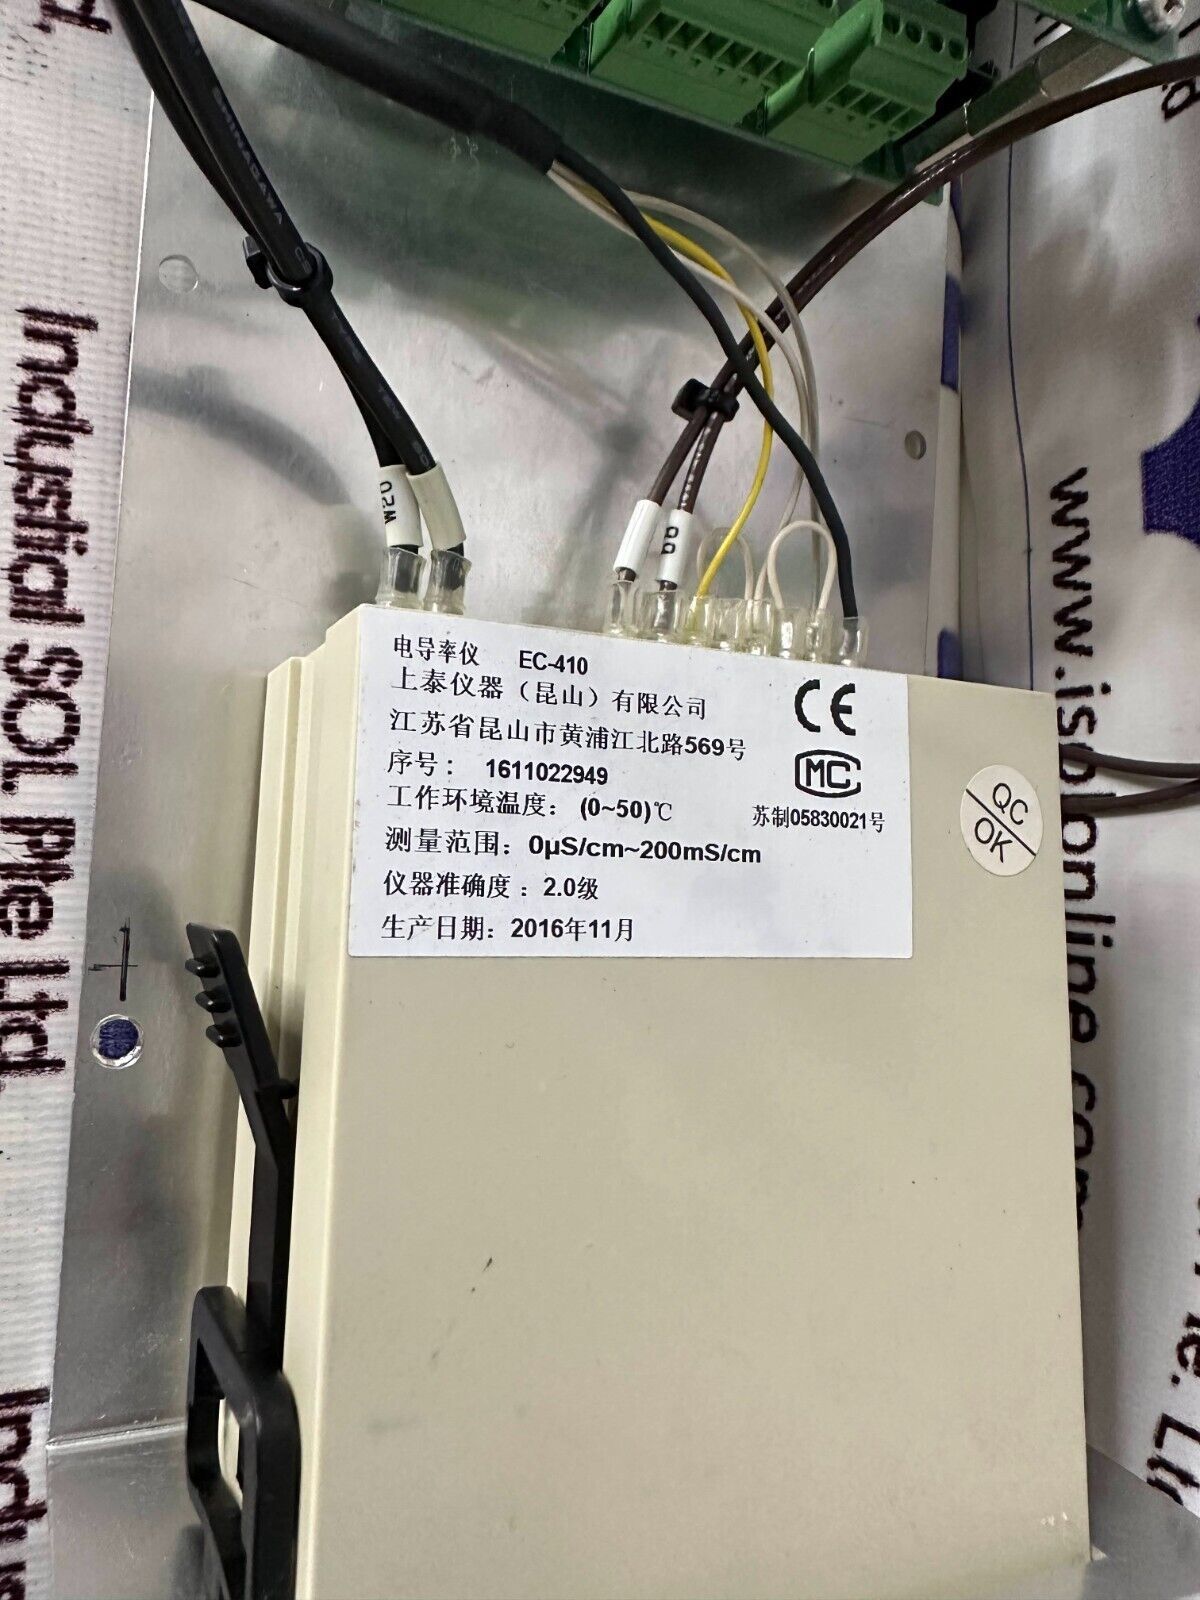 SHINAGAWA
W50
电导率仪 EC-410
上泰仪器（昆山）有限公司
江苏省昆山市黄浦江北路569号
序号： 1611022949
工作环境温度： (0~50)℃
测量范围： 0μS/cm~200mS/cm
仪器准确度： 2.0级
生产日期： 2016年11月
CE
MC
苏制05830021号
QC
OK
Industrial SOL Pte Ltd.
www.isolonline.com